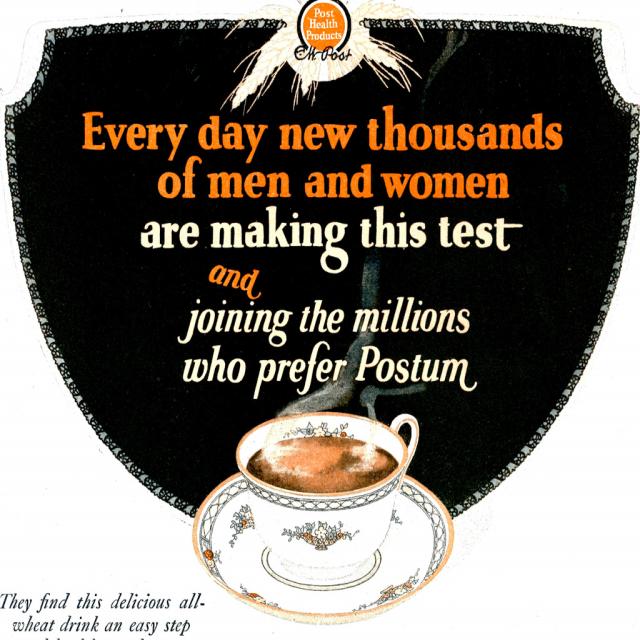 Post
Health
Products
CW Post
Every day new thousands
of men and women
are making this test
and
joining the millions
who prefer Postum
They find this delicious all-
wheat drink an easy step